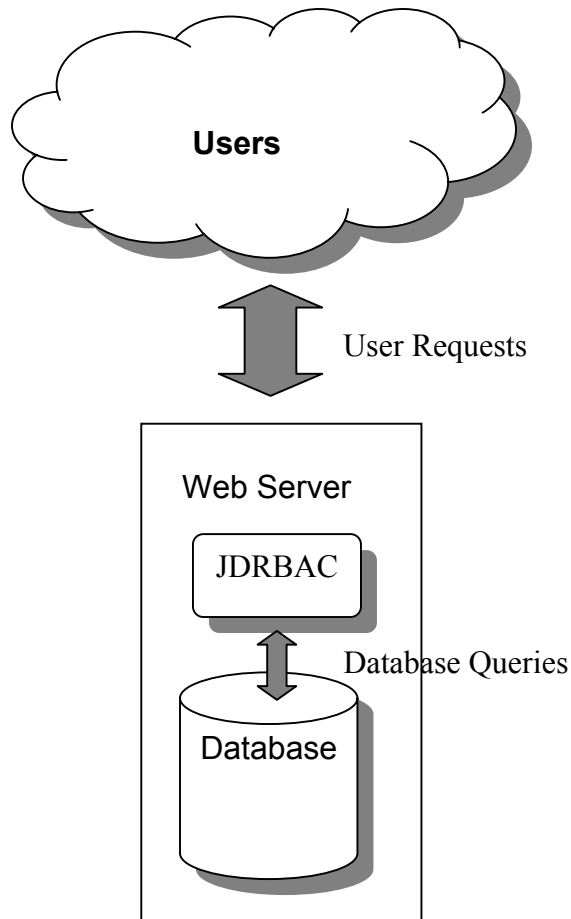 Users
User Requests
Web Server
JDRBAC
Database Queries
Database